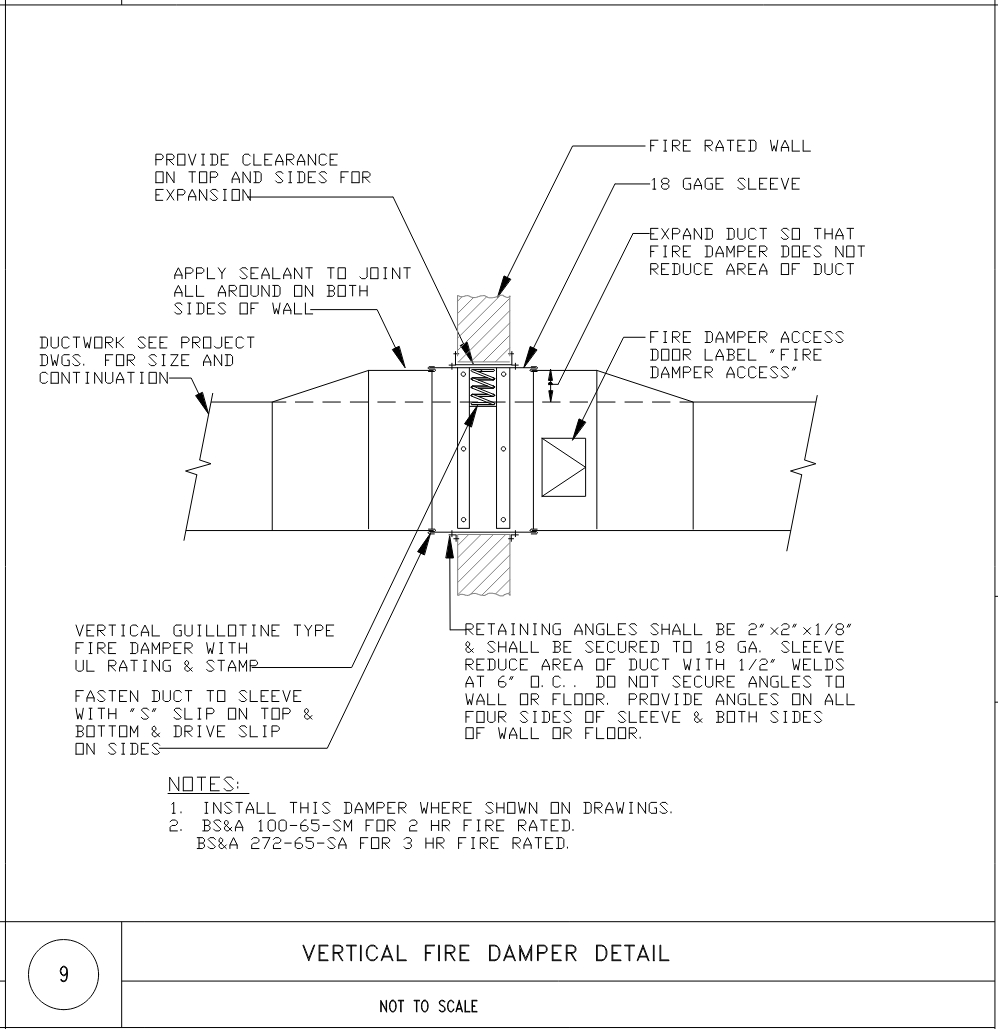 PROVIDE CLEARANCE
ON TOP AND SIDES FOR
EXPANSION
FIRE RATED WALL
18 GAGE SLEEVE
EXPAND DUCT SO THAT
FIRE DAMPER DOES NOT
REDUCE AREA OF DUCT
APPLY SEALANT TO JOINT
ALL AROUND ON BOTH
SIDES OF WALL
DUCTWORK SEE PROJECT
DWGS. FOR SIZE AND
CONTINUATION
FIRE DAMPER ACCESS
DOOR LABEL "FIRE
DAMPER ACCESS"
VERTICAL GUILLOTINE TYPE
FIRE DAMPER WITH
UL RATING & STAMP
FASTEN DUCT TO SLEEVE
WITH "S" SLIP ON TOP &
BOTTOM & DRIVE SLIP
ON SIDES
RETAINING ANGLES SHALL BE 2"x2"x1/8"
& SHALL BE SECURED TO 18 GA. SLEEVE
REDUCE AREA OF DUCT WITH 1/2" WELDS
AT 6" O.C.. DO NOT SECURE ANGLES TO
WALL OR FLOOR. PROVIDE ANGLES ON ALL
FOUR SIDES OF SLEEVE & BOTH SIDES
OF WALL OR FLOOR.
NOTES:
1. INSTALL THIS DAMPER WHERE SHOWN ON DRAWINGS.
2. BS&A 100-65-SM FOR 2 HR FIRE RATED.
BS&A 272-65-SA FOR 3 HR FIRE RATED.
9
VERTICAL FIRE DAMPER DETAIL
NOT TO SCALE